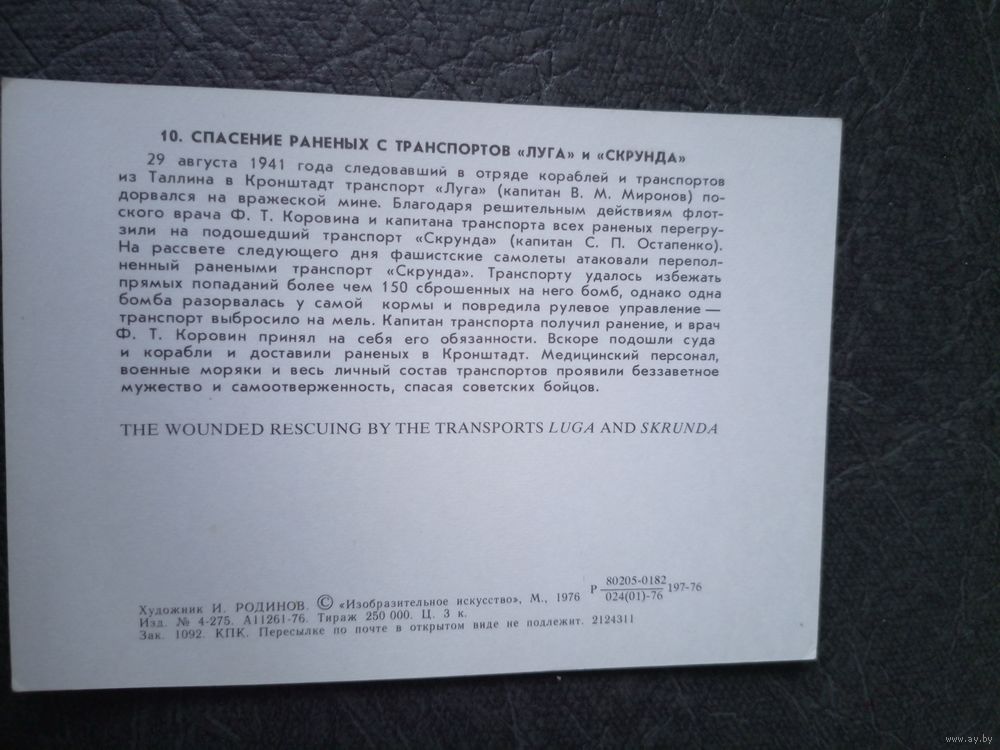 10. СПАСЕНИЕ РАНЕНЫХ С ТРАНСПОРТОВ «ЛУГА» и «СКРУНДА»
29 августа 1941 года следовавший в отряде кораблей и транспортов
из Таллина в Кронштадт транспорт «Луга» (капитан В. М. Миронов) по-
дорвался на вражеской мине. Благодаря решительным действиям флот-
ского врача Ф. Т. Коровина и капитана транспорта всех раненых перегру-
зили на подошедший транспорт «Скрунда» (капитан С. П. Остапенко).
На рассвете следующего дня фашистские самолеты атаковали перепол-
ненный ранеными транспорт «Скрунда». Транспорту удалось избежать
прямых попаданий более чем 150 сброшенных на него бомб, однако одна
бомба разорвалась у самой кормы и повредила рулевое управление —
транспорт выбросило на мель. Капитан транспорта получил ранение, и врач
Ф. Т. Коровин принял на себя его обязанности. Вскоре подошли суда
и корабли и доставили раненых в Кронштадт. Медицинский персонал,
военные моряки и весь личный состав транспортов проявили беззаветное
мужество и самоотверженность, спасая советских бойцов.
THE WOUNDED RESCUING BY THE TRANSPORTS LUGA AND SKRUNDA
Художник И. РОДИНОВ. © «Изобразительное искусство», М., 1976 Р 80205-0182/024(01)-76 197-76
Изд. № 4-275. А11261-76. Тираж 250 000. Ц. 3 к.
Зак. 1092. КПК. Пересылке по почте в открытом виде не подлежит. 2124311
www.ay.by